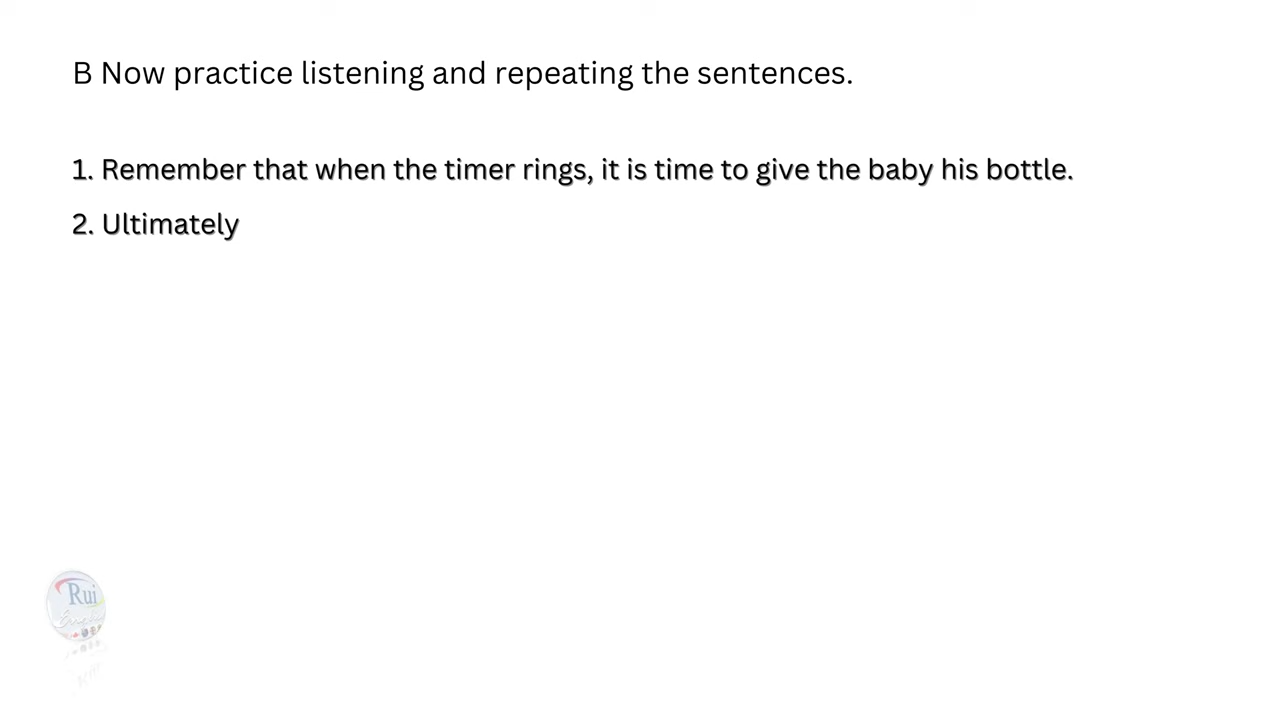 B Now practice listening and repeating the sentences.
1. Remember that when the timer rings, it is time to give the baby his bottle.
2. Ultimately
Rui